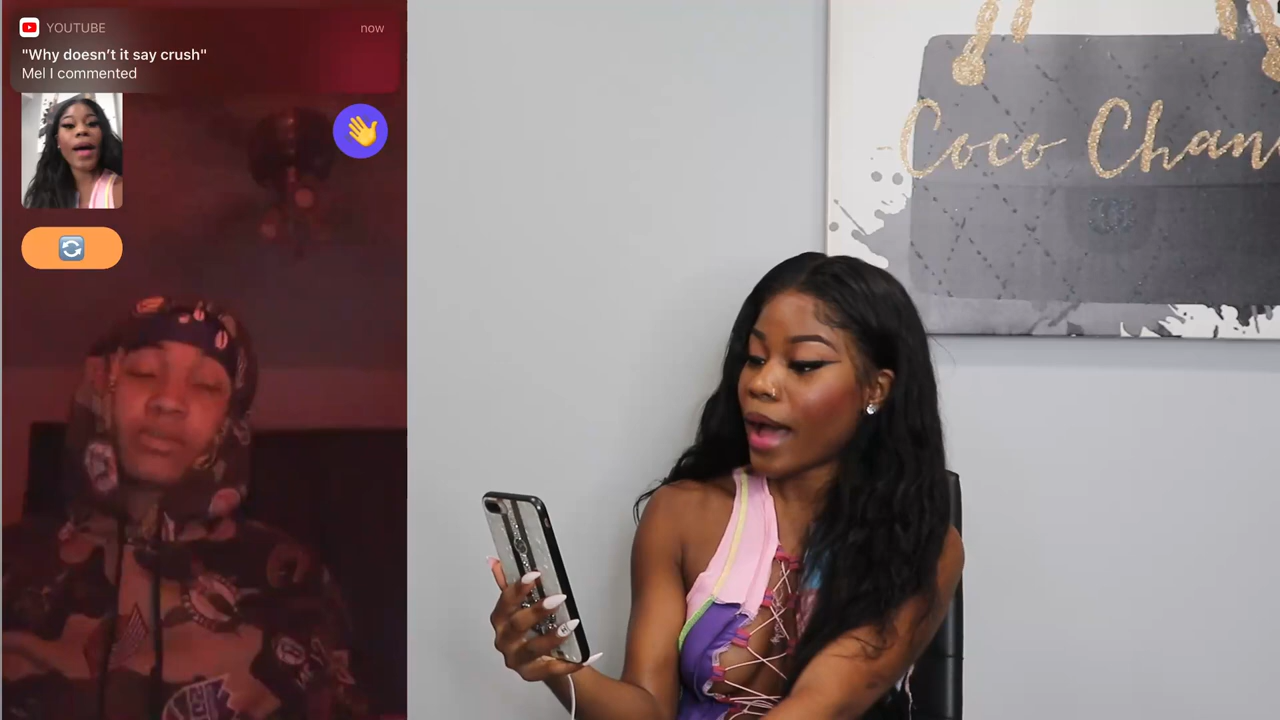 YOUTUBE
now
"Why doesn't it say crush"
Mel I commented
Coco Chan